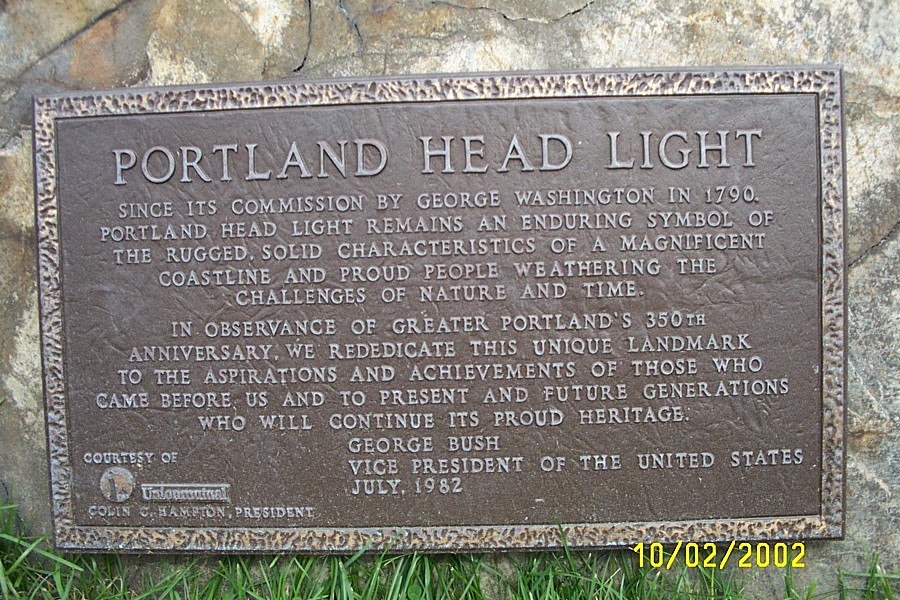 PORTLAND HEAD LIGHT
SINCE ITS COMMISSION BY GEORGE WASHINGTON IN 1790.
PORTLAND HEAD LIGHT REMAINS AN ENDURING SYMBOL OF
THE RUGGED, SOLID CHARACTERISTICS OF A MAGNIFICENT
COASTLINE AND PROUD PEOPLE WEATHERING THE
CHALLENGES OF NATURE AND TIME.
IN OBSERVANCE OF GREATER PORTLAND'S 350TH
ANNIVERSARY, WE REDEDICATE THIS UNIQUE LANDMARK
TO THE ASPIRATIONS AND ACHIEVEMENTS OF THOSE WHO
CAME BEFORE US AND TO PRESENT AND FUTURE GENERATIONS
WHO WILL CONTINUE ITS PROUD HERITAGE.
GEORGE BUSH
VICE PRESIDENT OF THE UNITED STATES
JULY, 1982
COURTESY OF
Unionmutual
COLIN C. HAMPTON, PRESIDENT
10/02/2002